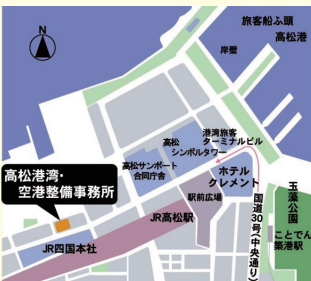 N
旅客船ふ頭
高松港
岸壁
港湾旅客
ターミナルビル
高松
シンボルタワー
高松サンポート
合同庁舎
ホテル
クレメント
高松港湾・
空港整備事務所
駅前広場
JR高松駅
JR四国本社
国道30号(中央通り)
玉藻公園
ことでん
築港駅